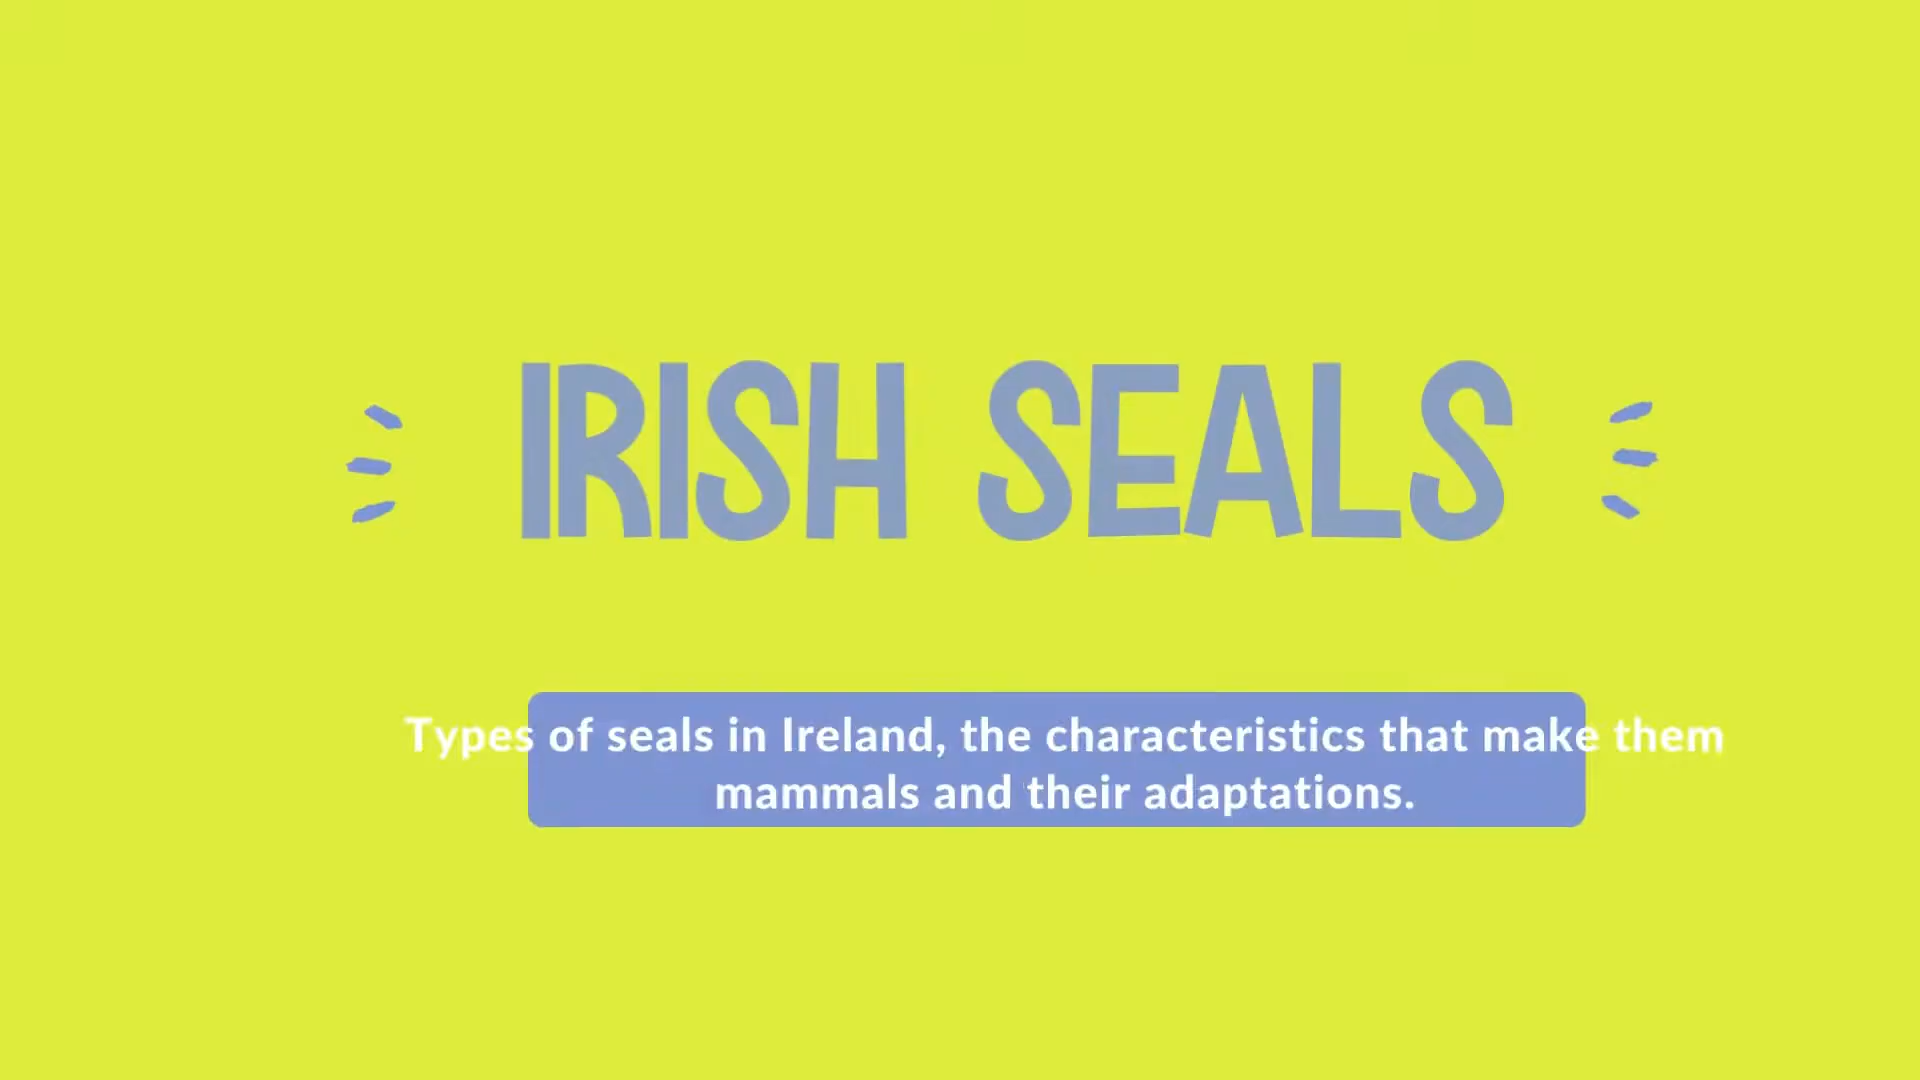 IRISH SEALS
Types of seals in Ireland, the characteristics that make them
mammals and their adaptations.